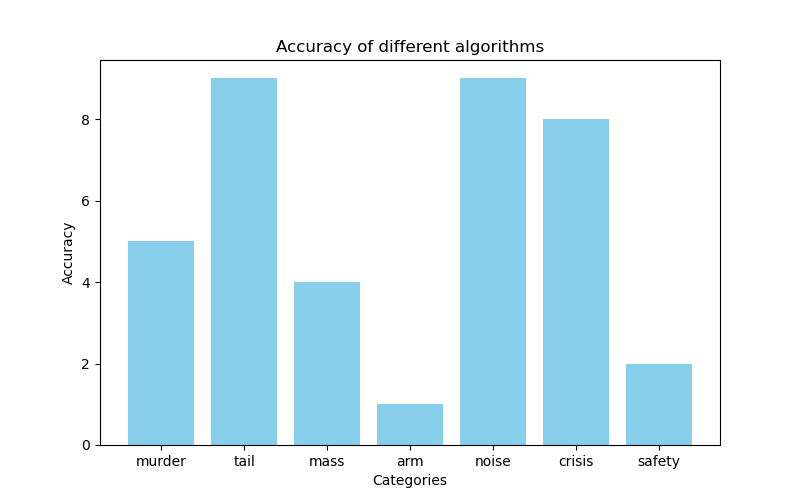 Accuracy of different algorithms
Accuracy
8
6
4
2
0
murder tail mass arm noise crisis safety
Categories